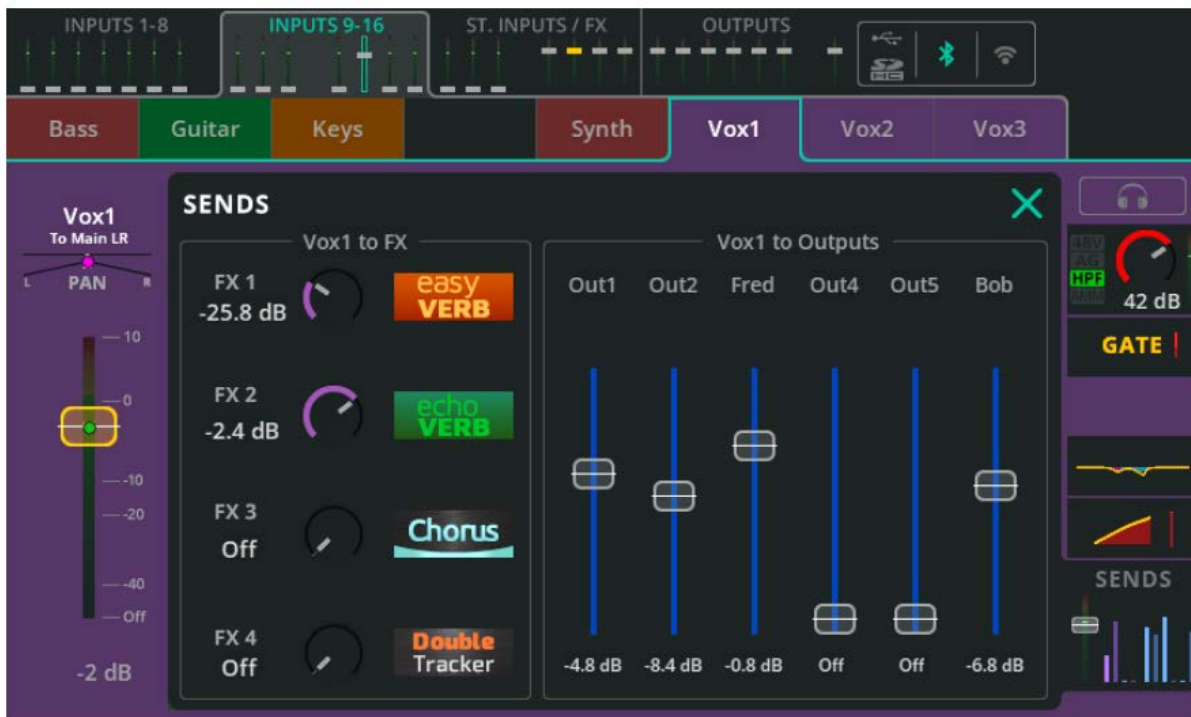 INPUTS 1-8
INPUTS 9-16
ST. INPUTS / FX
OUTPUTS
Bass
Guitar
Keys
Synth
Vox1
Vox2
Vox3
Vox1
To Main LR
L PAN R
10
0
-10
-20
-40
Off
-2 dB
SENDS
Vox1 to FX
FX 1
-25.8 dB
easy
VERB
FX 2
-2.4 dB
echo
VERB
FX 3
Off
Chorus
FX 4
Off
Double
Tracker
Vox1 to Outputs
Out1 Out2 Fred Out4 Out5 Bob
-4.8 dB -8.4 dB -0.8 dB Off Off -6.8 dB
48V
AG
HPF
42 dB
GATE
SENDS